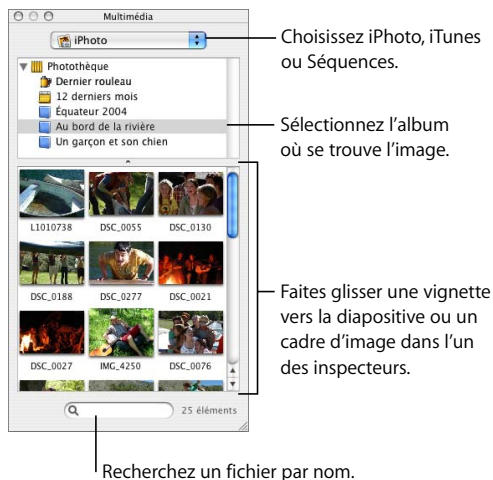 Multimédia
iPhoto
Choisissez iPhoto, iTunes
ou Séquences.
Photothèque
Dernier rouleau
12 derniers mois
Équateur 2004
Au bord de la rivière
Un garçon et son chien
Sélectionnez l’album
où se trouve l’image.
L1010738
DSC_0055
DSC_0130
DSC_0188
DSC_0277
DSC_0021
DSC_0027
IMG_4250
DSC_0076
Faites glisser une vignette
vers la diapositive ou un
cadre d’image dans l’un
des inspecteurs.
25 éléments
Recherchez un fichier par nom.